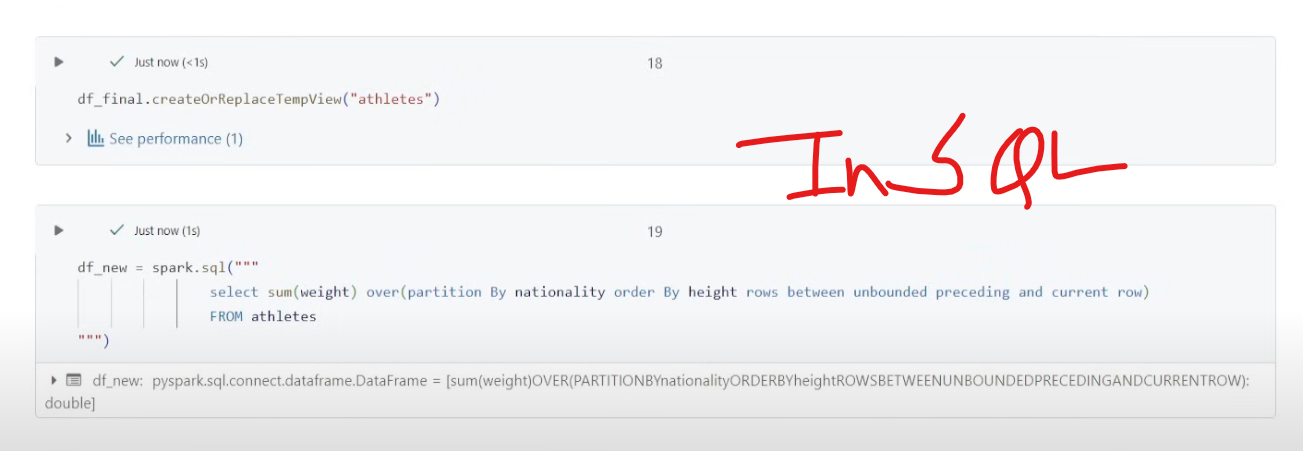 Just now (<1s)
18
df_final.createOrReplaceTempView("athletes")
See performance (1)
In SQL
Just now (1s)
19
df_new = spark.sql("""
select sum(weight) over(partition By nationality order By height rows between unbounded preceding and current row)
FROM athletes
""")
df_new: pyspark.sql.connect.dataframe.DataFrame = [sum(weight)OVER(PARTITIONBYnationalityORDERBYheightROWSBETWEENUNBOUNDEDPRECEDINGANDCURRENTROW):
double]